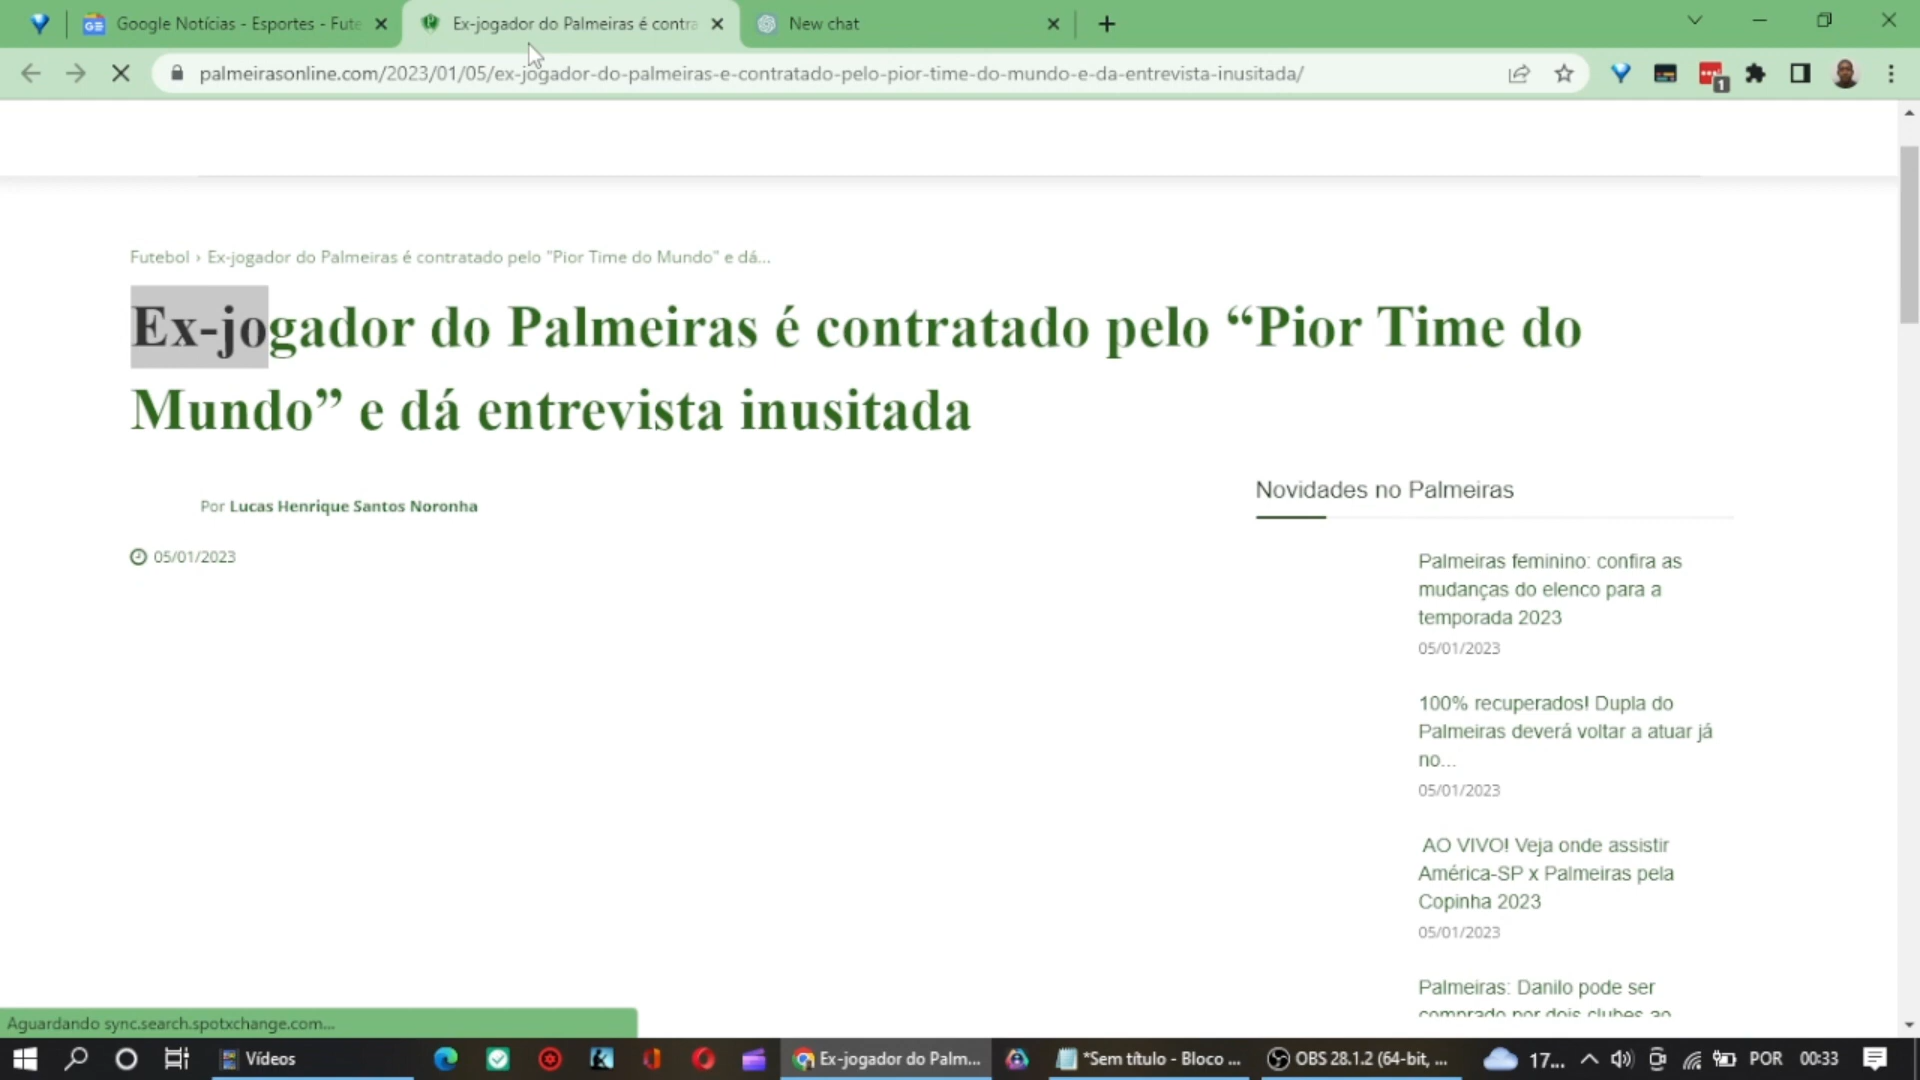 Google Notícias - Esportes - Fute
Ex-jogador do Palmeiras é contra
New chat
palmeirasonline.com/2023/01/05/ex-jogador-do-palmeiras-e-contratado-pelo-pior-time-do-mundo-e-da-entrevista-inusitada/
1
Futebol › Ex-jogador do Palmeiras é contratado pelo "Pior Time do Mundo" e dá...
Ex-jogador do Palmeiras é contratado pelo “Pior Time do
Mundo” e dá entrevista inusitada
Por Lucas Henrique Santos Noronha
05/01/2023
Novidades no Palmeiras
Palmeiras feminino: confira as
mudanças do elenco para a
temporada 2023
05/01/2023
100% recuperados! Dupla do
Palmeiras deverá voltar a atuar já
no...
05/01/2023
AO VIVO! Veja onde assistir
América-SP x Palmeiras pela
Copinha 2023
05/01/2023
Palmeiras: Danilo pode ser
comprado por dois clubes ao
Aguardando sync.search.spotxchange.com...
Vídeos
Ex-jogador do Palm...
*Sem título - Bloco ...
OBS 28.1.2 (64-bit, ...
17...
POR
00:33